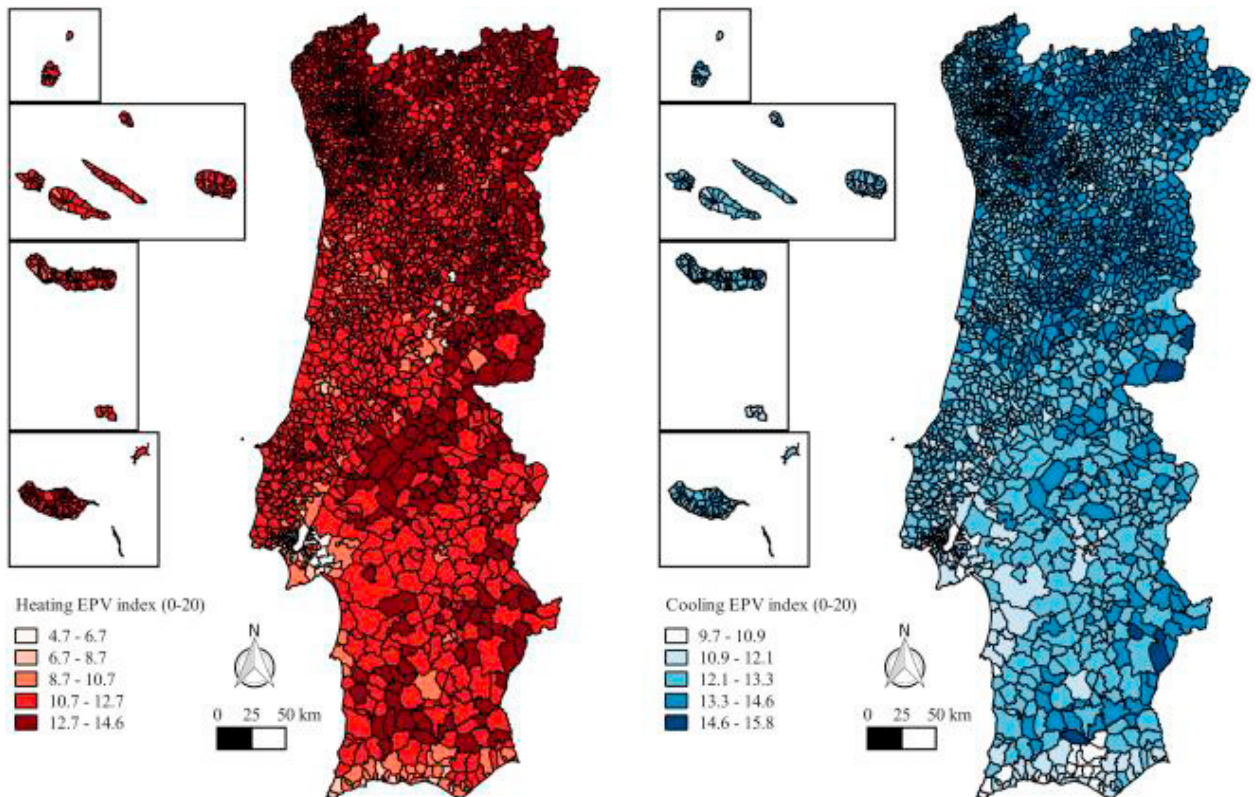 Heating EPV index (0-20)
4.7 - 6.7
6.7 - 8.7
8.7 - 10.7
10.7 - 12.7
12.7 - 14.6
N
0 25 50 km
Cooling EPV index (0-20)
9.7 - 10.9
10.9 - 12.1
12.1 - 13.3
13.3 - 14.6
14.6 - 15.8
N
0 25 50 km